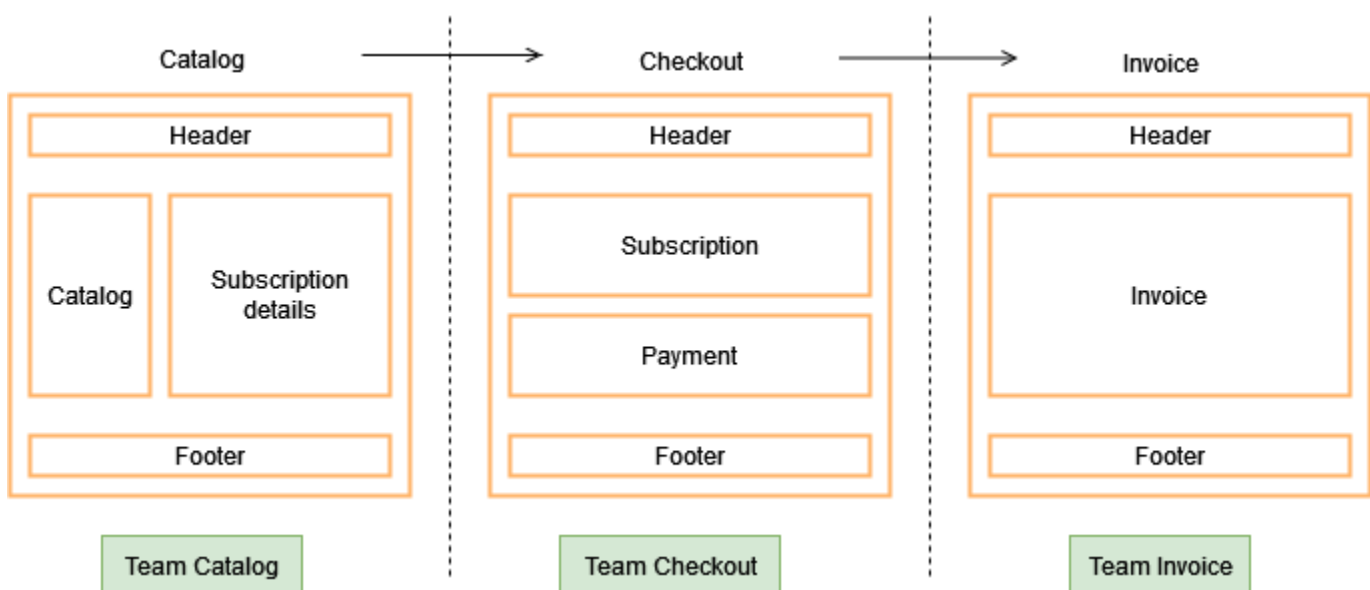 Catalog
Checkout
Invoice
Header
Header
Header
Catalog
Subscription
details
Subscription
Payment
Invoice
Footer
Footer
Footer
Team Catalog
Team Checkout
Team Invoice